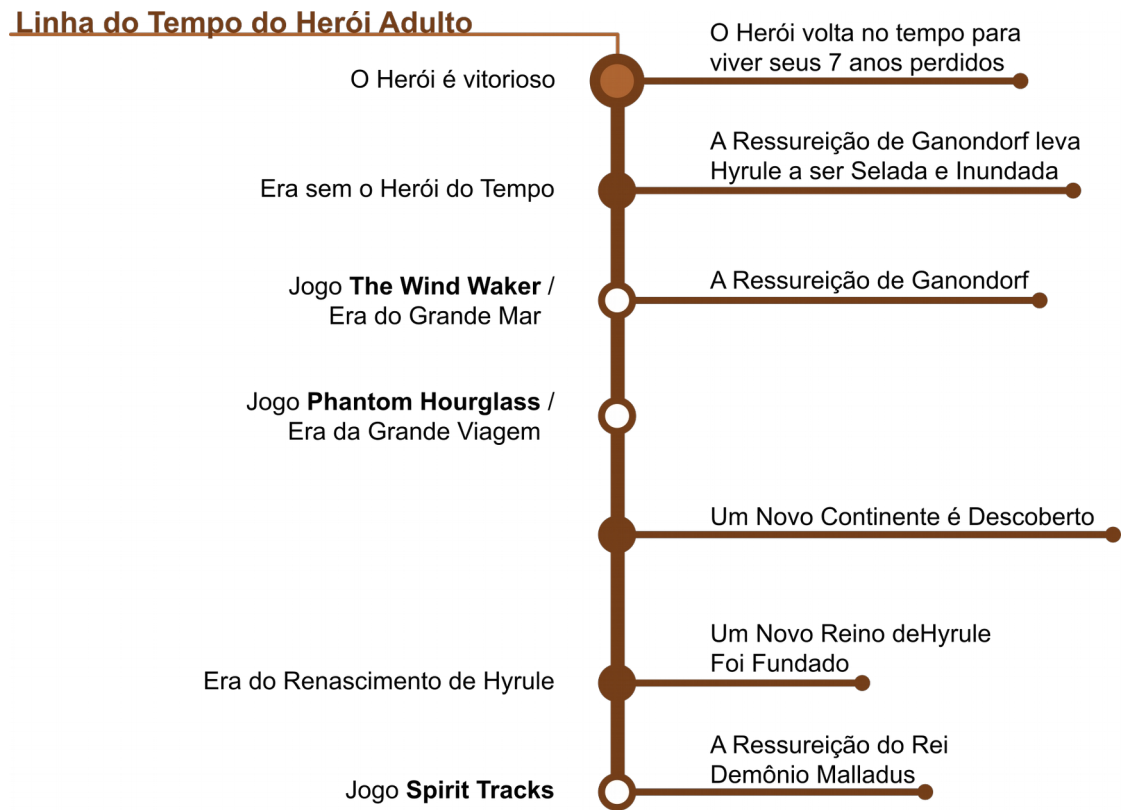 Linha do Tempo do Herói Adulto
O Herói é vitorioso
O Herói volta no tempo para
viver seus 7 anos perdidos
Era sem o Herói do Tempo
A Ressureição de Ganondorf leva
Hyrule a ser Selada e Inundada
Jogo The Wind Waker /
Era do Grande Mar
A Ressureição de Ganondorf
Jogo Phantom Hourglass /
Era da Grande Viagem
Um Novo Continente é Descoberto
Era do Renascimento de Hyrule
Um Novo Reino deHyrule
Foi Fundado
Jogo Spirit Tracks
A Ressureição do Rei
Demônio Malladus